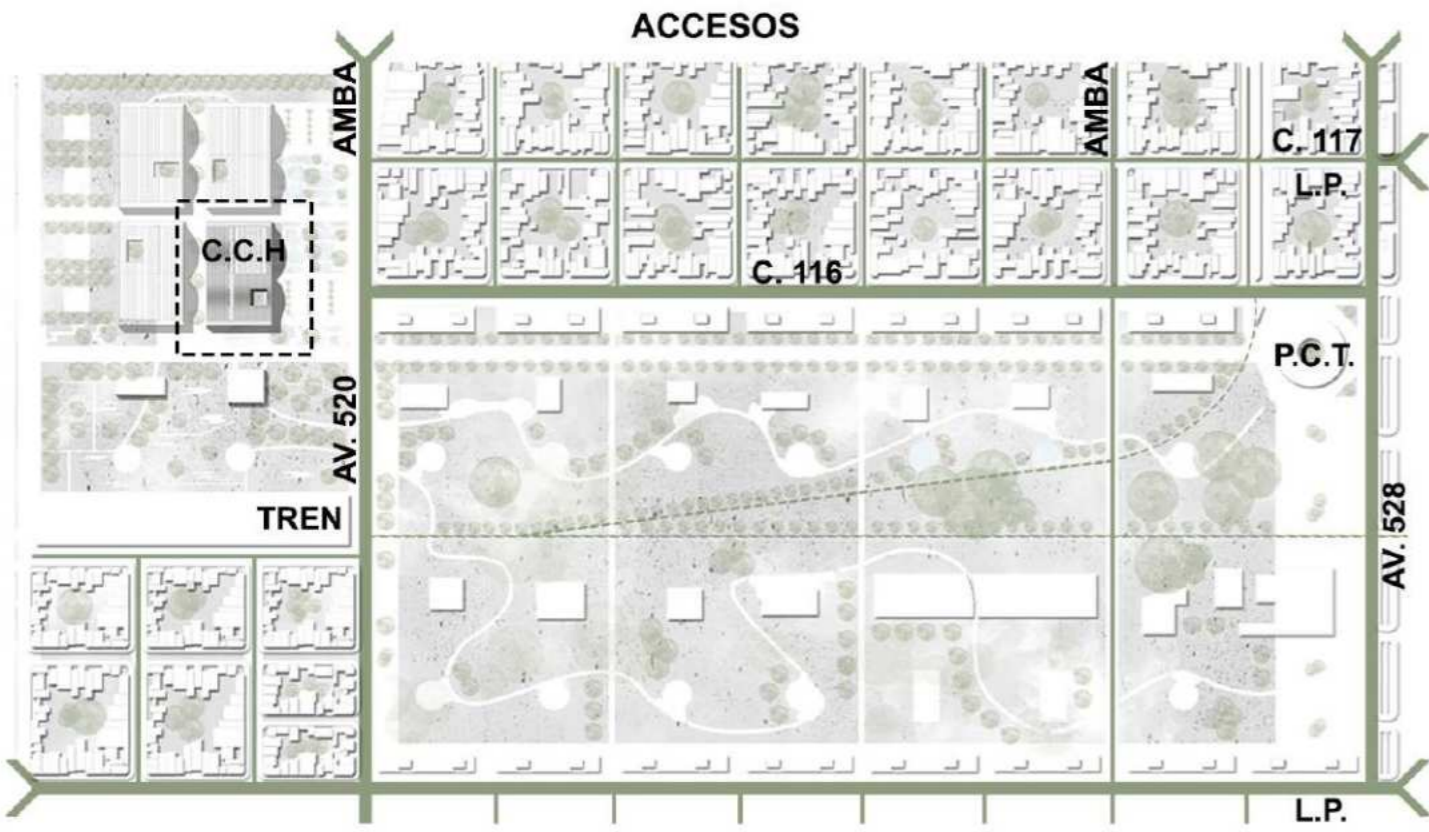 ACCESOS
AMBA
AMBA
C. 117
L.P.
C.C.H
C. 116
P.C.T.
AV. 520
TREN
AV. 528
L.P.